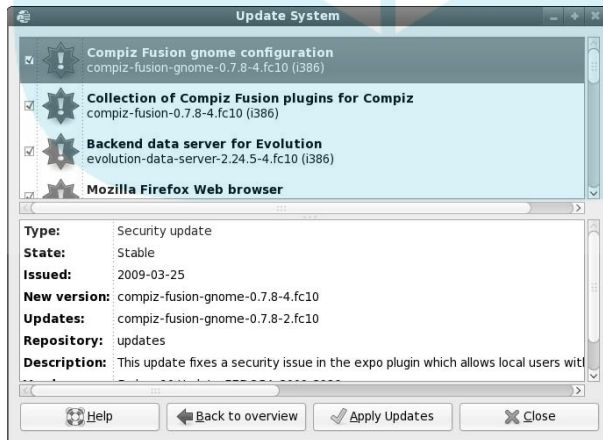 Update System
Compiz Fusion gnome configuration
compiz-fusion-gnome-0.7.8-4.fc10 (i386)
Collection of Compiz Fusion plugins for Compiz
compiz-fusion-0.7.8-4.fc10 (i386)
Backend data server for Evolution
evolution-data-server-2.24.5-4.fc10 (i386)
Mozilla Firefox Web browser
Type: Security update
State: Stable
Issued: 2009-03-25
New version: compiz-fusion-gnome-0.7.8-4.fc10
Updates: compiz-fusion-gnome-0.7.8-2.fc10
Repository: updates
Description: This update fixes a security issue in the expo plugin which allows local users with
Help
Back to overview
Apply Updates
Close